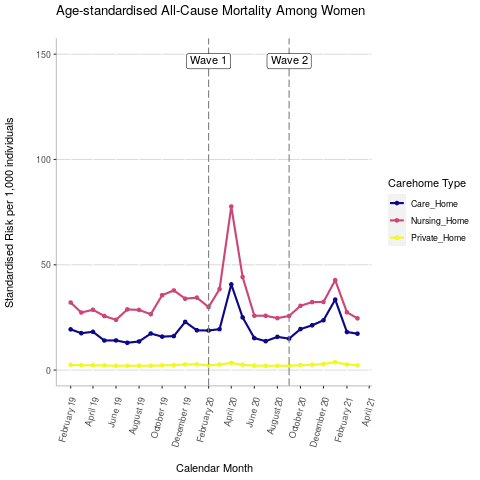 Age-standardised All-Cause Mortality Among Women
Standardised Risk per 1,000 individuals
150
100
50
0
Wave 1
Wave 2
February 19
April 19
June 19
August 19
October 19
December 19
February 20
April 20
June 20
August 20
October 20
December 20
February 21
April 21
Calendar Month
Carehome Type
Care_Home
Nursing_Home
Private_Home